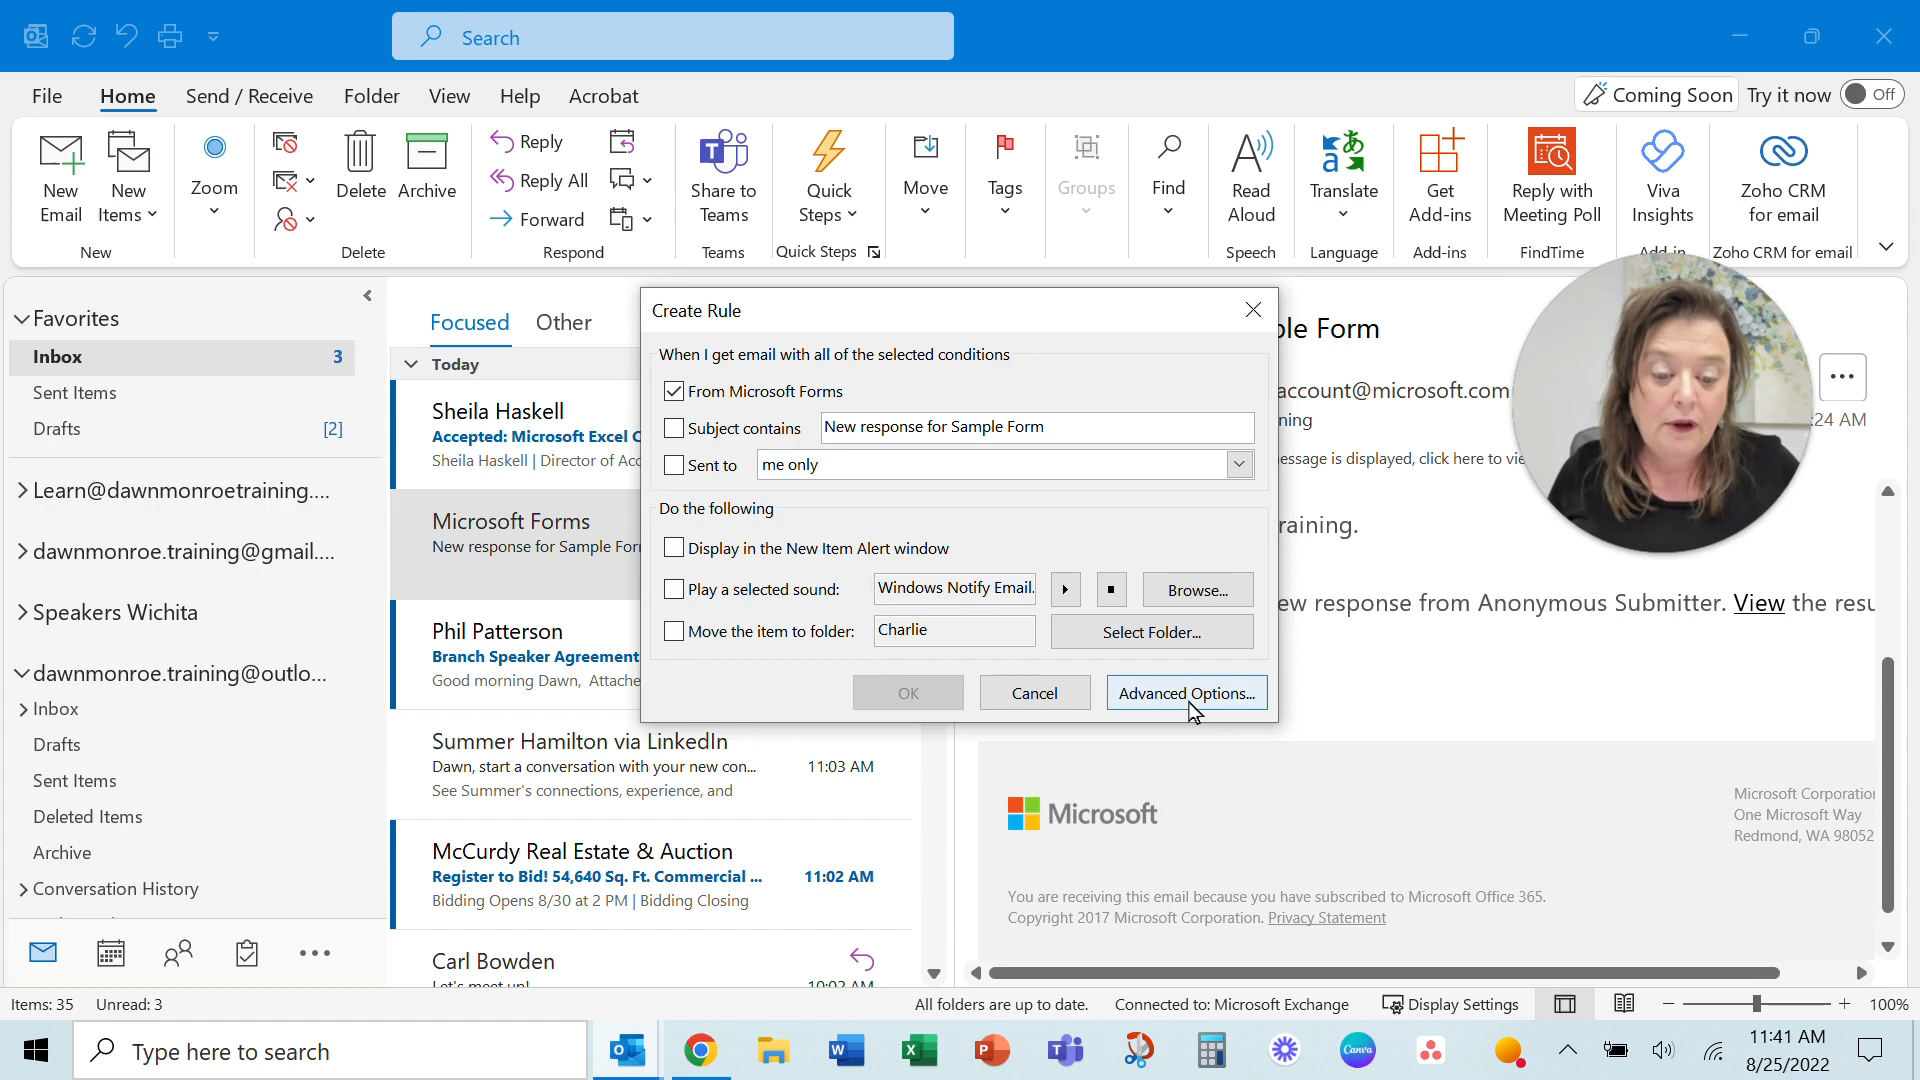 Search
File Home Send / Receive Folder View Help Acrobat
Coming Soon Try it now Off
New Email
New Items
Zoom
Delete
Archive
Reply
Reply All
Forward
Share to Teams
Quick Steps
Move
Tags
Groups
Find
Read Aloud
Translate
Get Add-ins
Reply with Meeting Poll
Viva Insights
Zoho CRM for email
New
Delete
Respond
Teams
Quick Steps
Speech
Language
Add-ins
FindTime
Add-in
Zoho CRM for email
Favorites
Inbox 3
Sent Items
Drafts [2]
Learn@dawnmonroetraining....
dawnmonroe.training@gmail....
Speakers Wichita
dawnmonroe.training@outlo...
Inbox
Drafts
Sent Items
Deleted Items
Archive
Conversation History
Focused Other
Today
Sheila Haskell
Accepted: Microsoft Excel C
Sheila Haskell | Director of Acc
Microsoft Forms
New response for Sample For
Phil Patterson
Branch Speaker Agreement
Good morning Dawn, Attache
Summer Hamilton via LinkedIn
Dawn, start a conversation with your new con... 11:03 AM
See Summer's connections, experience, and
McCurdy Real Estate & Auction
Register to Bid! 54,640 Sq. Ft. Commercial ... 11:02 AM
Bidding Opens 8/30 at 2 PM | Bidding Closing
Carl Bowden
Let's meet up! 10:02 AM
Create Rule
When I get email with all of the selected conditions
From Microsoft Forms
Subject contains New response for Sample Form
Sent to me only
Do the following
Display in the New Item Alert window
Play a selected sound: Windows Notify Email. Browse...
Move the item to folder: Charlie Select Folder...
OK Cancel Advanced Options...
ple Form
account@microsoft.com
ning :24 AM
essage is displayed, click here to vie
raining.
ew response from Anonymous Submitter. View the resu
Microsoft
Microsoft Corporation
One Microsoft Way
Redmond, WA 98052
You are receiving this email because you have subscribed to Microsoft Office 365.
Copyright 2017 Microsoft Corporation. Privacy Statement
Items: 35 Unread: 3 All folders are up to date. Connected to: Microsoft Exchange Display Settings 100%
Type here to search
Canva
11:41 AM
8/25/2022